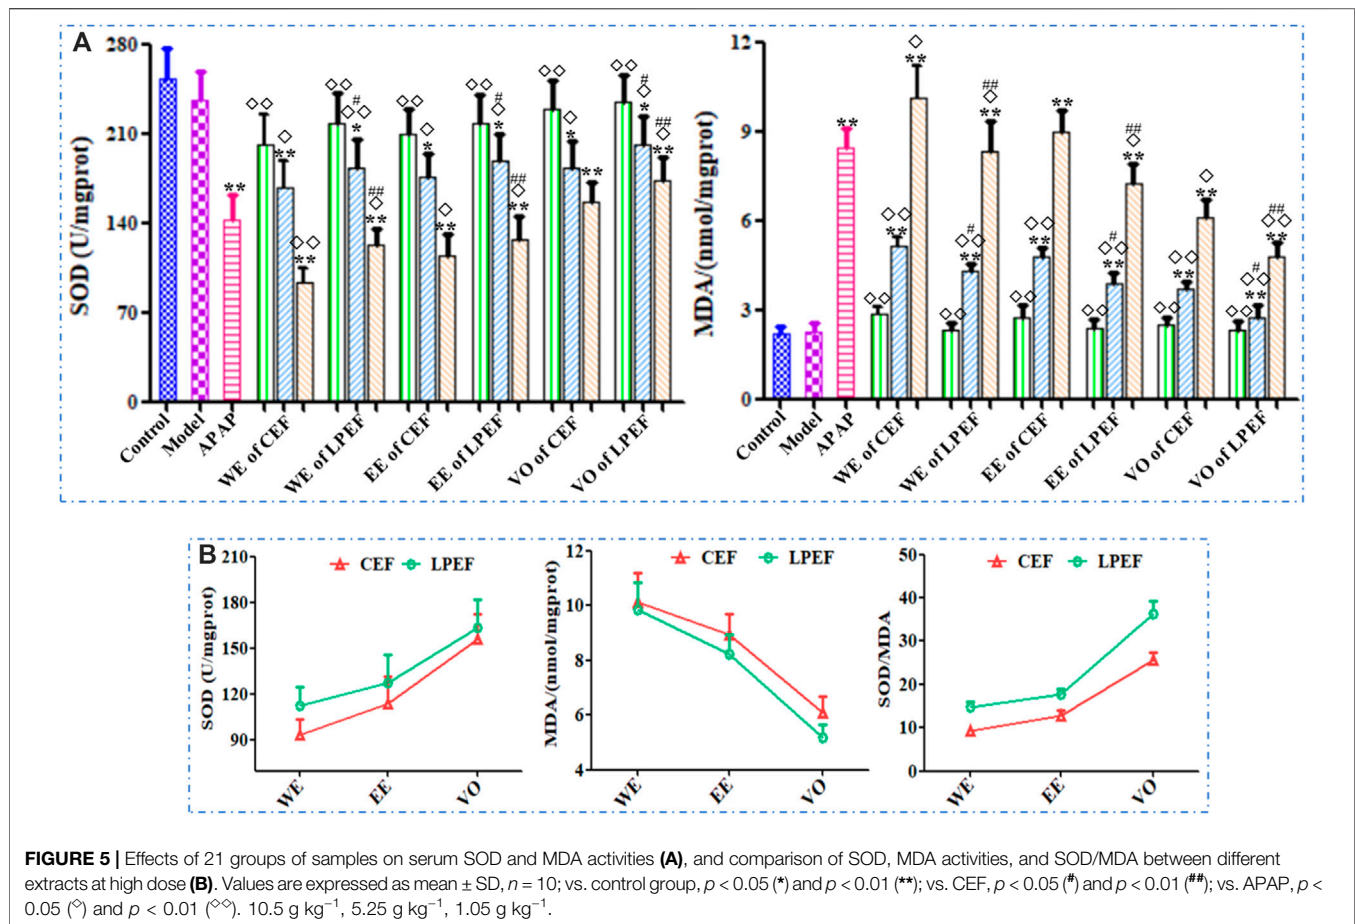 A
SOD (U/mgprot)
280
210
140
70
0
** ◇◇ ◇ ** ◇◇ ** ◇◇ # ◇◇ * ## ◇ ** ◇◇ ◇ * ◇ ** ◇◇ # ◇ * ## ◇ ** ◇◇ ◇ * ** ◇◇ # ◇ * ## ◇ **
Control
Model
APAP
WE of CEF
WE of LPEF
EE of CEF
EE of LPEF
VO of CEF
VO of LPEF
MDA/(nmol/mgprot)
12
9
6
3
0
** ◇◇ ◇◇ ** ◇ ** ◇◇ # ◇◇ ** ## ◇ ** ◇◇ ◇◇ ** ** ◇◇ # ◇◇ ** ## ◇ ** ◇◇ ◇◇ ** ◇ ** ◇◇ # ◇◇ ** ## ◇◇ **
Control
Model
APAP
WE of CEF
WE of LPEF
EE of CEF
EE of LPEF
VO of CEF
VO of LPEF
B
SOD (U/mgprot)
210
180
150
120
90
CEF LPEF
WE
EE
VO
MDA/(nmol/mgprot)
12
10
8
6
4
CEF LPEF
WE
EE
VO
SOD/MDA
50
40
30
20
10
0
CEF LPEF
WE
EE
VO
FIGURE 5 | Effects of 21 groups of samples on serum SOD and MDA activities (A), and comparison of SOD, MDA activities, and SOD/MDA between different
extracts at high dose (B). Values are expressed as mean ± SD, n = 10; vs. control group, p < 0.05 (*) and p < 0.01 (**); vs. CEF, p < 0.05 (#) and p < 0.01 (##); vs. APAP, p <
0.05 (◇) and p < 0.01 (◇◇). 10.5 g kg−1, 5.25 g kg−1, 1.05 g kg−1.